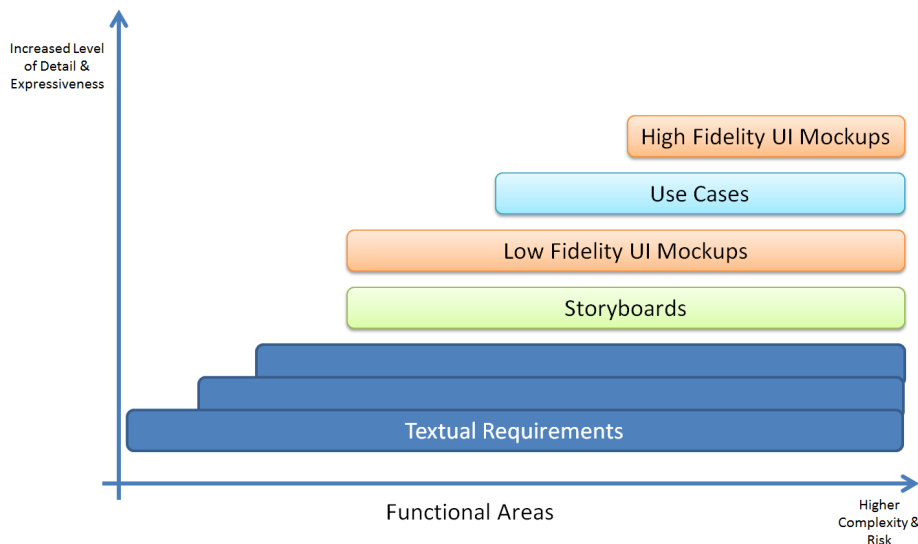 Increased Level
of Detail &
Expressiveness
High Fidelity UI Mockups
Use Cases
Low Fidelity UI Mockups
Storyboards
Textual Requirements
Functional Areas
Higher
Complexity &
Risk